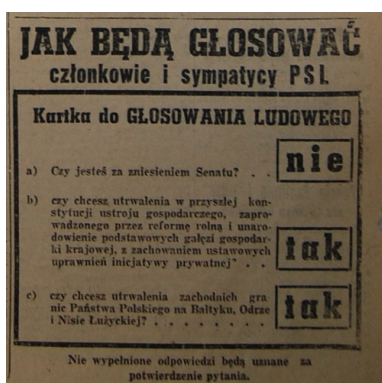 JAK BĘDĄ GŁOSOWAĆ
członkowie i sympatycy PSL
Kartka do GŁOSOWANIA LUDOWEGO
a) Czy jesteś za zniesieniem Senatu? . . nie
b) czy chcesz utrwalenia w przyszłej kon-
stytucji ustroju gospodarczego, zapro-
wadzonego przez reformę rolną i unaro-
dowienie podstawowych gałęzi gospodar-
ki krajowej, z zachowaniem ustawowych
uprawnień inicjatywy prywatnej" . . tak
c) czy chcesz utrwalenia zachodnich gra
nic Państwa Polskiego na Bałtyku, Odrze
i Nisie Łużyckiej? . . . . . . . . tak
Nie wypełnione odpowiedzi będą uznane za
potwierdzenie pytania.